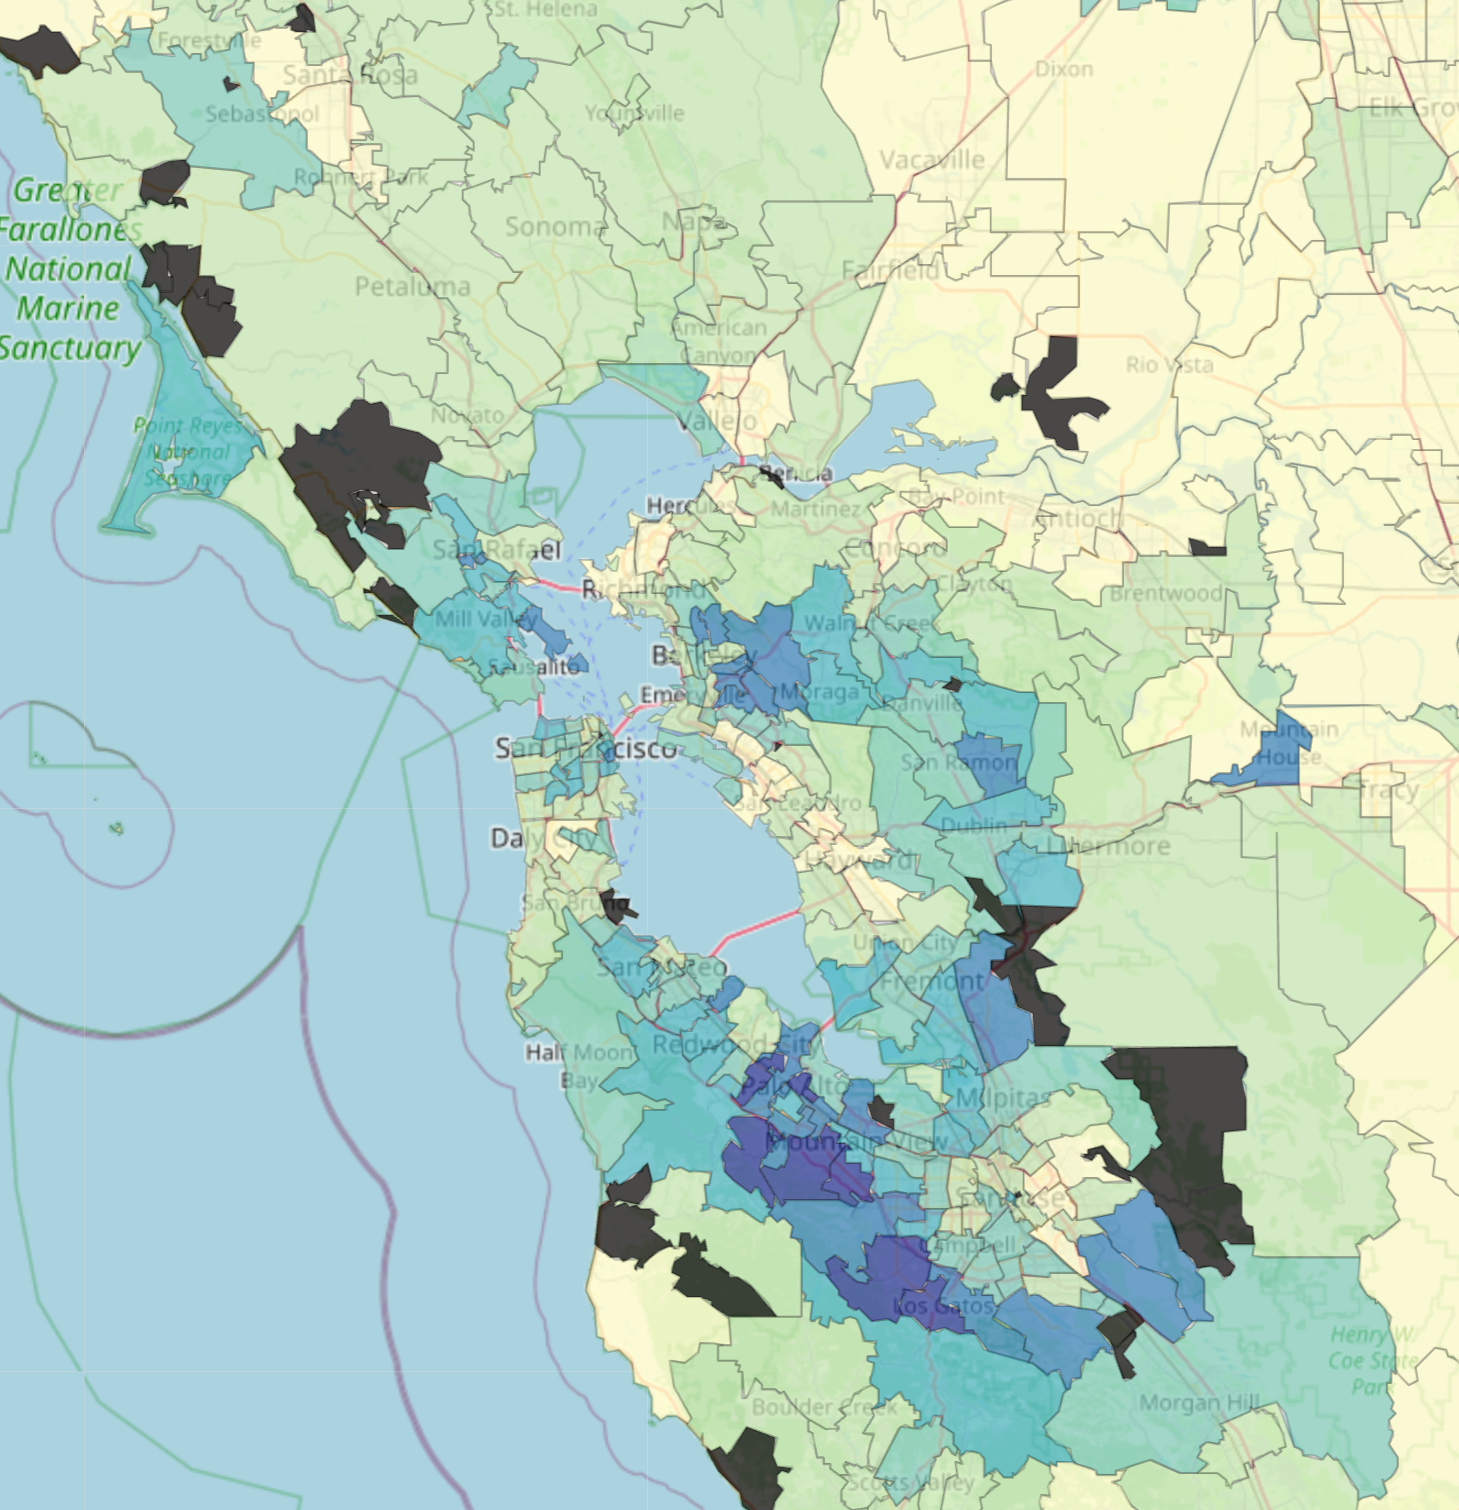 St. Helena
Forestville
Santa Rosa
Dixon
Elk Gro
Sebastopol
Yountville
Vacaville
Rohnert Park
Greater
Farallones
National
Marine
Sanctuary
Sonoma
Napa
Fairfield
Petaluma
American
Canyon
Rio Vista
Novato
Vallejo
Point Reyes
National
Seashore
Benicia
Hercules
Martinez
Bay Point
Antioch
San Rafael
Concord
Richmond
Clayton
Brentwood
Mill Valley
Walnut Creek
Berkeley
Sausalito
Emeryville
Moraga
Danville
San Francisco
Mountain
House
San Ramon
Tracy
San Leandro
Daly City
Dublin
Livermore
Hayward
San Bruno
Union City
San Mateo
Fremont
Half Moon
Bay
Redwood City
Palo Alto
Milpitas
Mountain View
San Jose
Campbell
Los Gatos
Henry W.
Coe State
Park
Morgan Hill
Boulder Creek
Scotts Valley